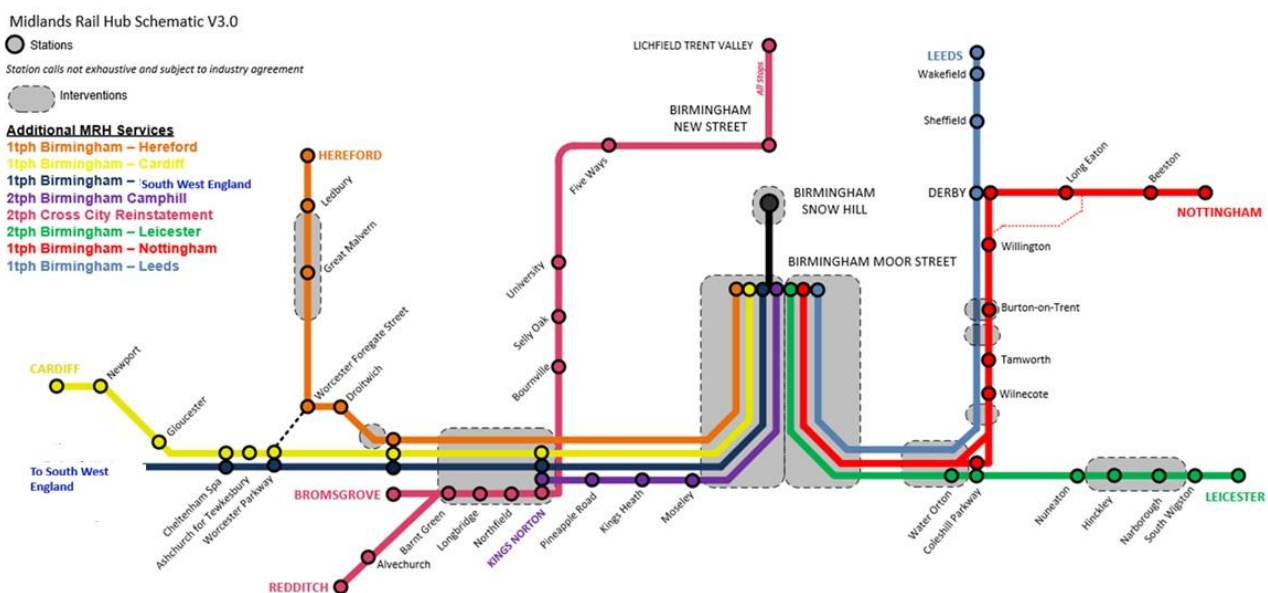 Midlands Rail Hub Schematic V3.0
Stations
Station calls not exhaustive and subject to industry agreement
Interventions
Additional MRH Services
1tph Birmingham – Hereford
1tph Birmingham – Cardiff
1tph Birmingham – South West England
2tph Birmingham Camphill
2tph Cross City Reinstatement
2tph Birmingham – Leicester
1tph Birmingham – Nottingham
1tph Birmingham – Leeds
LICHFIELD TRENT VALLEY
All Stops
BIRMINGHAM
NEW STREET
Five Ways
University
Selly Oak
Bournville
LEEDS
Wakefield
Sheffield
DERBY
Long Eaton
Beeston
NOTTINGHAM
Willington
Burton-on-Trent
Tamworth
Wilnecote
BIRMINGHAM
SNOW HILL
BIRMINGHAM MOOR STREET
HEREFORD
Ledbury
Great Malvern
Worcester Foregate Street
Droitwich
CARDIFF
Newport
Gloucester
To South West
England
Cheltenham Spa
Ashchurch for Tewkesbury
Worcester Parkway
BROMSGROVE
REDDITCH
Alvechurch
Barnt Green
Longbridge
Northfield
KINGS NORTON
Pineapple Road
Kings Heath
Moseley
Water Orton
Coleshill Parkway
Nuneaton
Hinckley
Narborough
South Wigston
LEICESTER